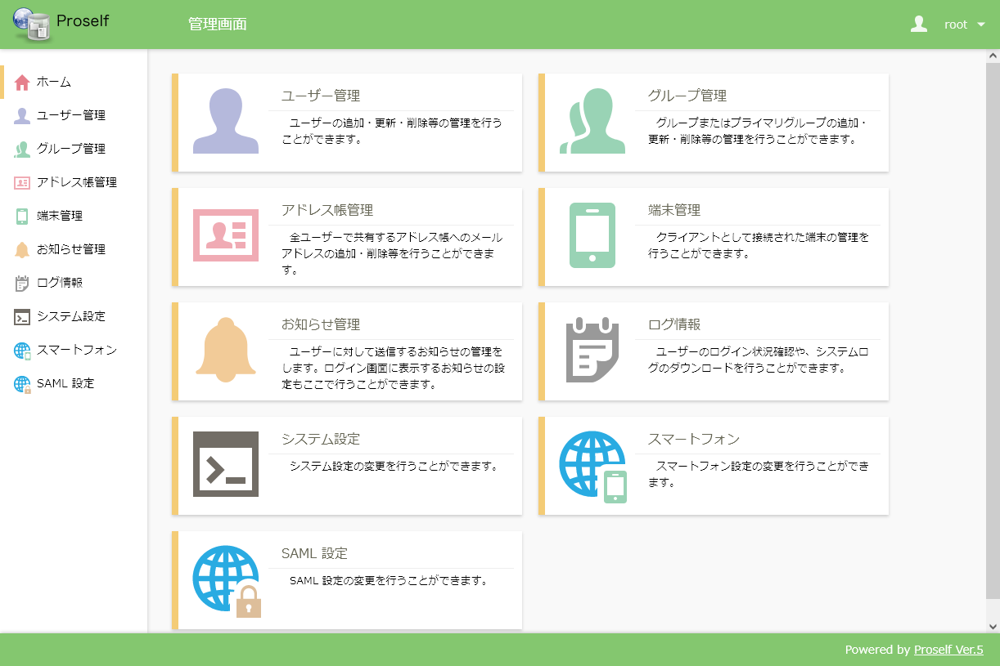 Proself
管理画面
root
ホーム
ユーザー管理
グループ管理
アドレス帳管理
端末管理
お知らせ管理
ログ情報
システム設定
スマートフォン
SAML 設定
ユーザー管理
ユーザーの追加・更新・削除等の管理を行う
ことができます。
グループ管理
グループまたはプライマリグループの追加・
更新・削除等の管理を行うことができます。
アドレス帳管理
全ユーザーで共有するアドレス帳へのメール
アドレスの追加・削除等を行うことができま
す。
端末管理
クライアントとして接続された端末の管理を
行うことができます。
お知らせ管理
ユーザーに対して送信するお知らせの管理を
します。ログイン画面に表示するお知らせの設
定もここで行うことができます。
ログ情報
ユーザーのログイン状況確認や、システムロ
グのダウンロードを行うことができます。
システム設定
システム設定の変更を行うことができます。
スマートフォン
スマートフォン設定の変更を行うことができ
ます。
SAML 設定
SAML 設定の変更を行うことができます。
Powered by Proself Ver.5